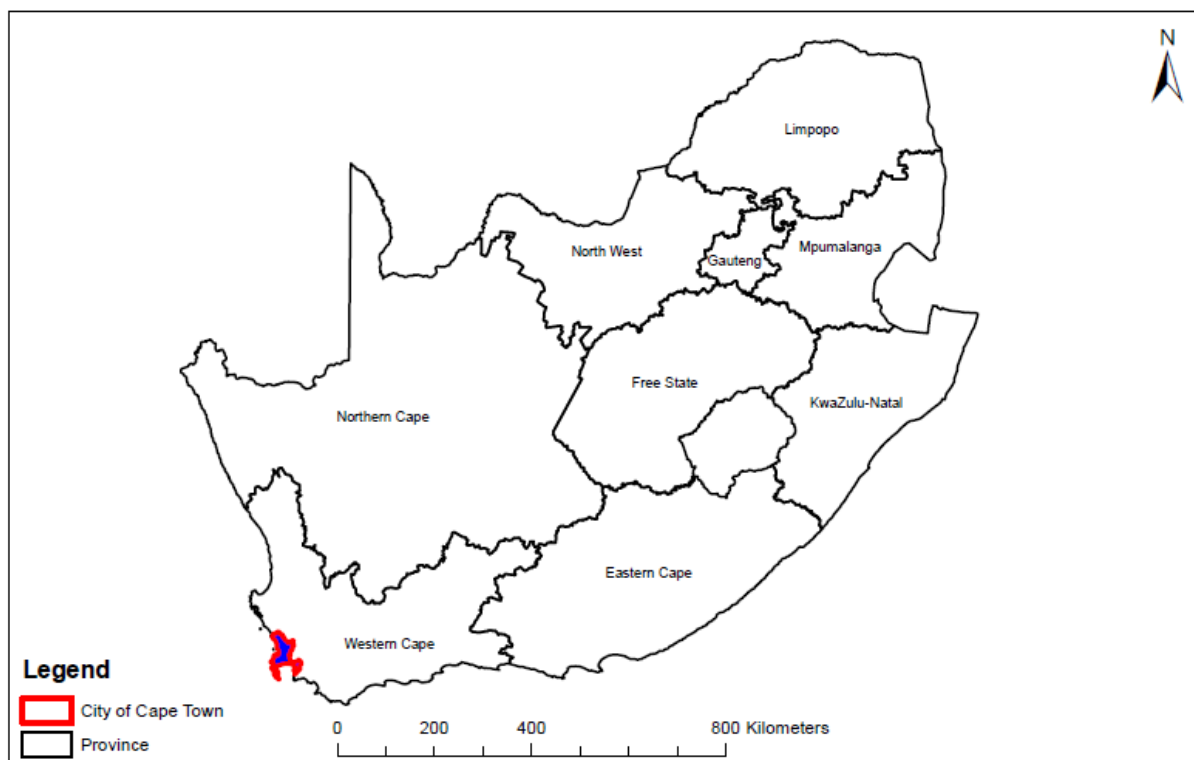 N
Limpopo
North West
Gauteng
Mpumalanga
Free State
KwaZulu-Natal
Northern Cape
Eastern Cape
Western Cape
Legend
City of Cape Town
Province
0 200 400 800 Kilometers